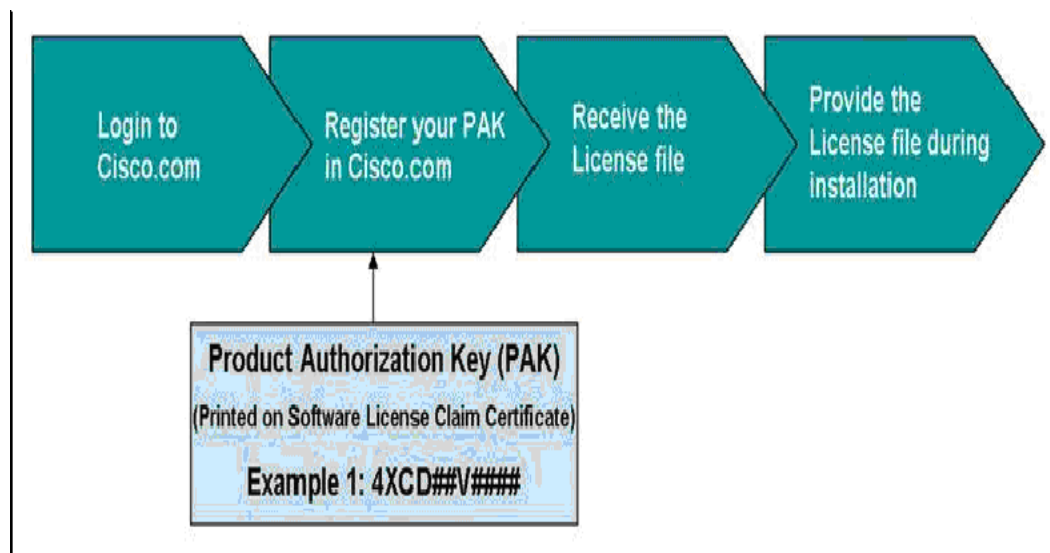 Login to
Cisco.com
Register your PAK
in Cisco.com
Receive the
License file
Provide the
License file during
installation
Product Authorization Key (PAK)
(Printed on Software License Claim Certificate)
Example 1: 4XCD##V####